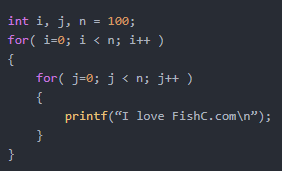 int i, j, n = 100;
for( i=0; i < n; i++ )
{
    for( j=0; j < n; j++ )
    {
        printf(“I love FishC.com\n”);
    }
}